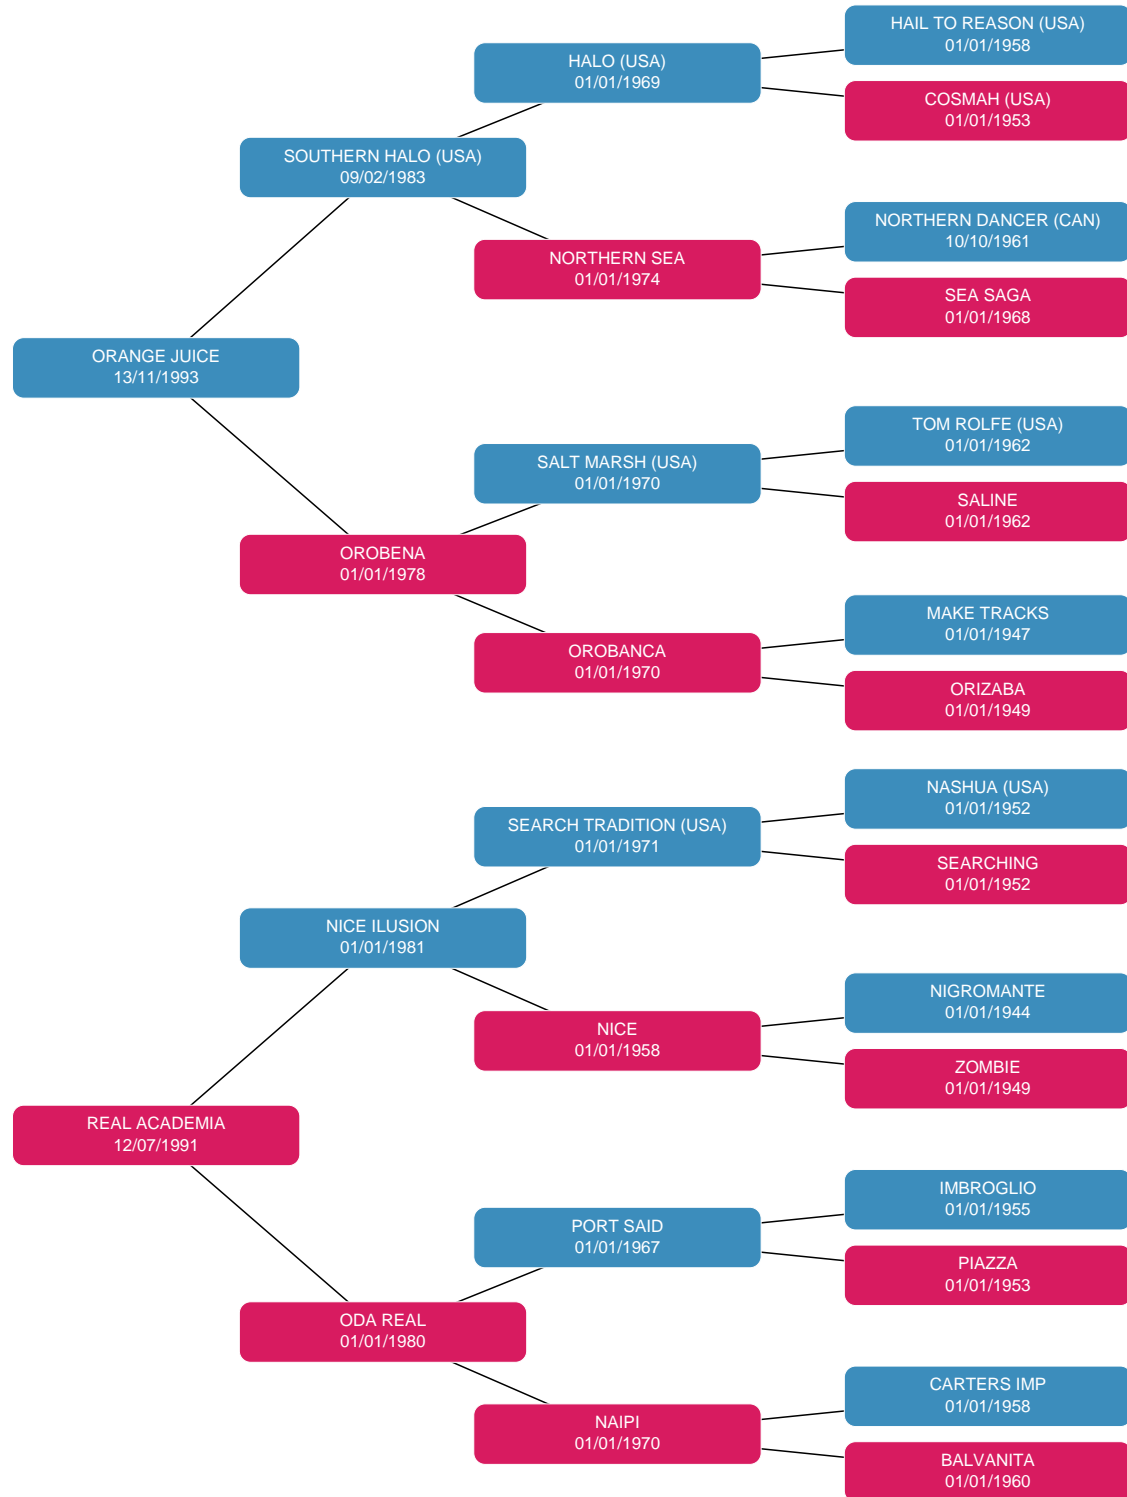 HAIL TO REASON (USA)
01/01/1958
HALO (USA)
01/01/1969
COSMAH (USA)
01/01/1953
SOUTHERN HALO (USA)
09/02/1983
NORTHERN DANCER (CAN)
10/10/1961
NORTHERN SEA
01/01/1974
SEA SAGA
01/01/1968
ORANGE JUICE
13/11/1993
TOM ROLFE (USA)
01/01/1962
SALT MARSH (USA)
01/01/1970
SALINE
01/01/1962
OROBENA
01/01/1978
MAKE TRACKS
01/01/1947
OROBANCA
01/01/1970
ORIZABA
01/01/1949
NASHUA (USA)
01/01/1952
SEARCH TRADITION (USA)
01/01/1971
SEARCHING
01/01/1952
NICE ILUSION
01/01/1981
NIGROMANTE
01/01/1944
NICE
01/01/1958
ZOMBIE
01/01/1949
REAL ACADEMIA
12/07/1991
IMBROGLIO
01/01/1955
PORT SAID
01/01/1967
PIAZZA
01/01/1953
ODA REAL
01/01/1980
CARTERS IMP
01/01/1958
NAIPI
01/01/1970
BALVANITA
01/01/1960